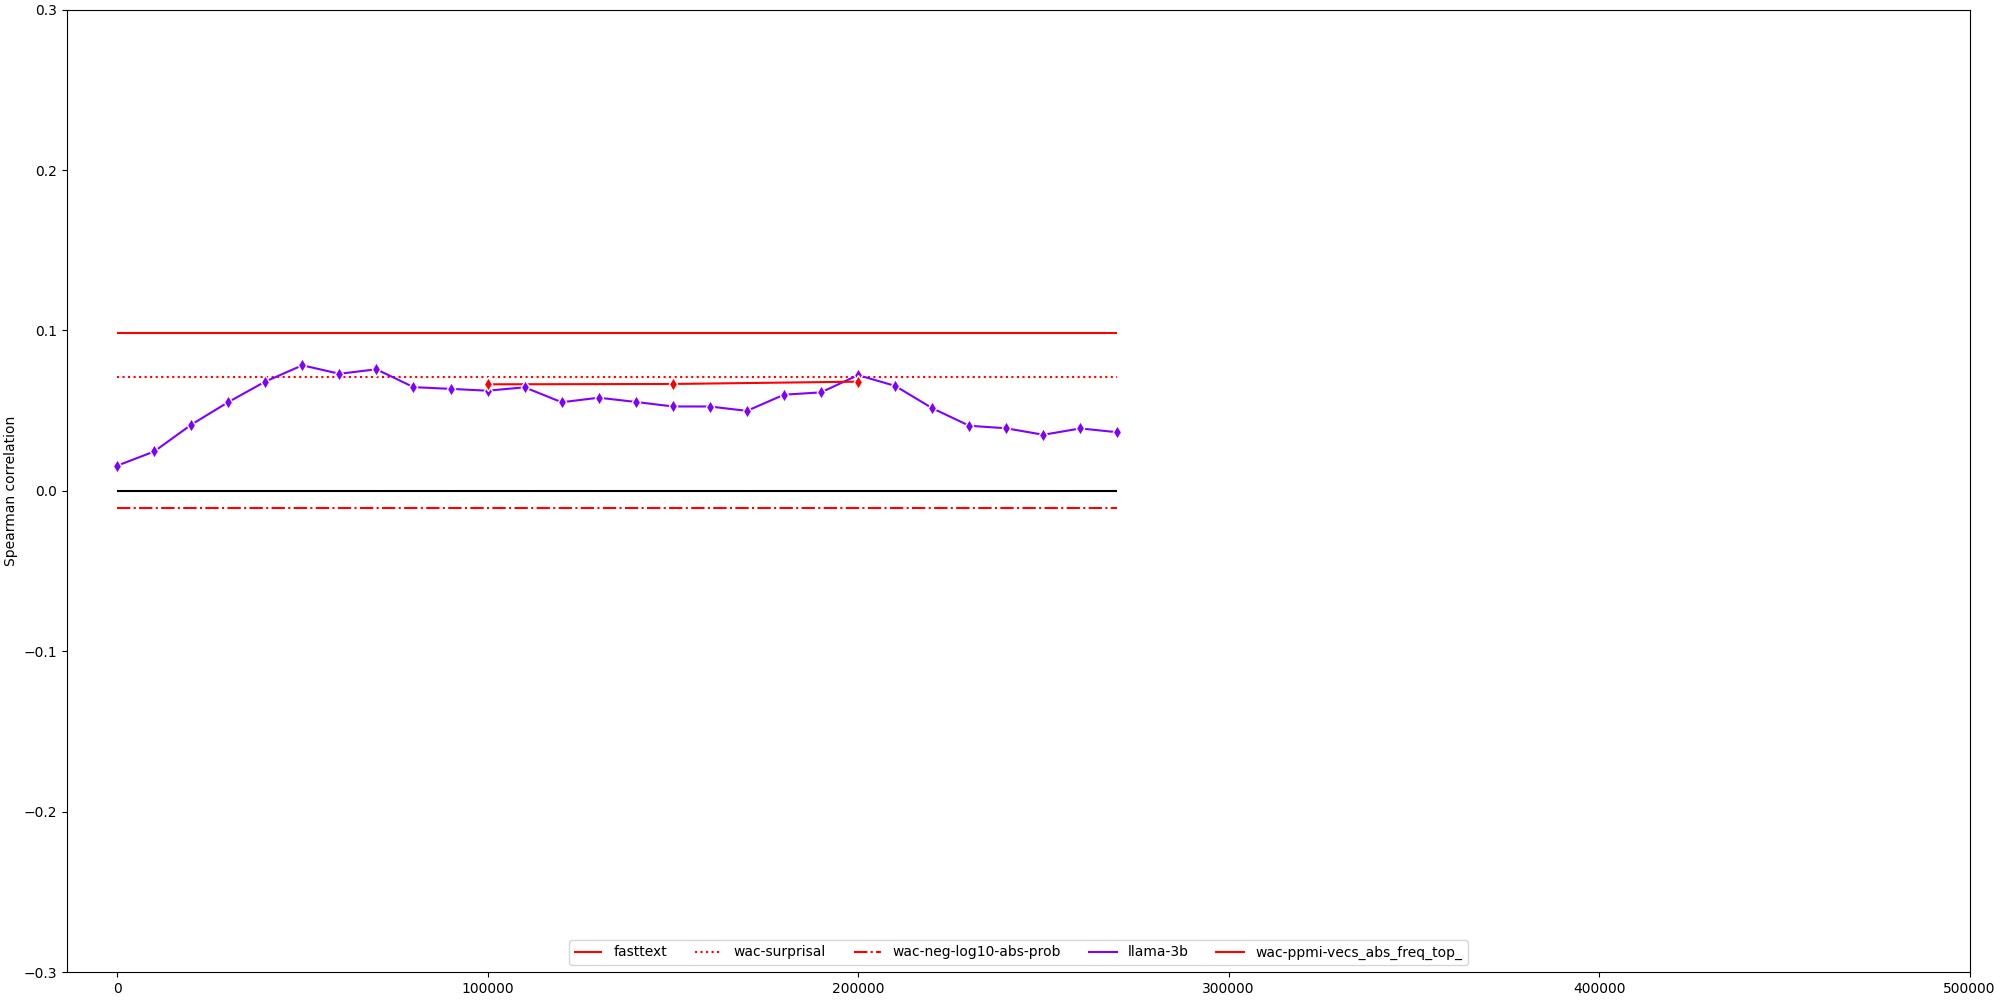 0.3
0.2
0.1
0.0
−0.1
−0.2
−0.3
Spearman correlation
fasttext wac-surprisal wac-neg-log10-abs-prob llama-3b wac-ppmi-vecs_abs_freq_top_
0 100000 200000 300000 400000 500000